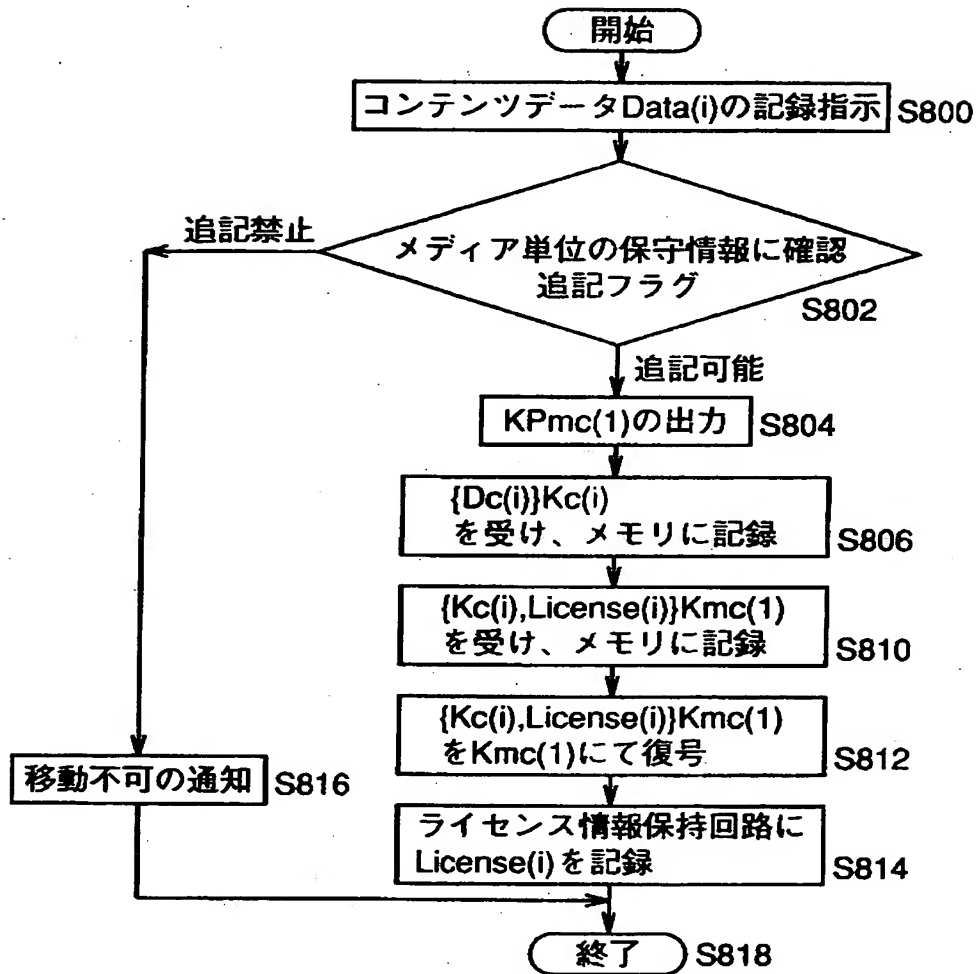 開始
コンテンツデータData(i)の記録指示
S800
追記禁止
メディア単位の保守情報に確認
追記フラグ
S802
追記可能
KPmc(1)の出力
S804
{Dc(i)}Kc(i)
を受け、メモリに記録
S806
{Kc(i),License(i)}Kmc(1)
を受け、メモリに記録
S810
{Kc(i),License(i)}Kmc(1)
をKmc(1)にて復号
S812
移動不可の通知
S816
ライセンス情報保持回路に
License(i)を記録
S814
終了
S818